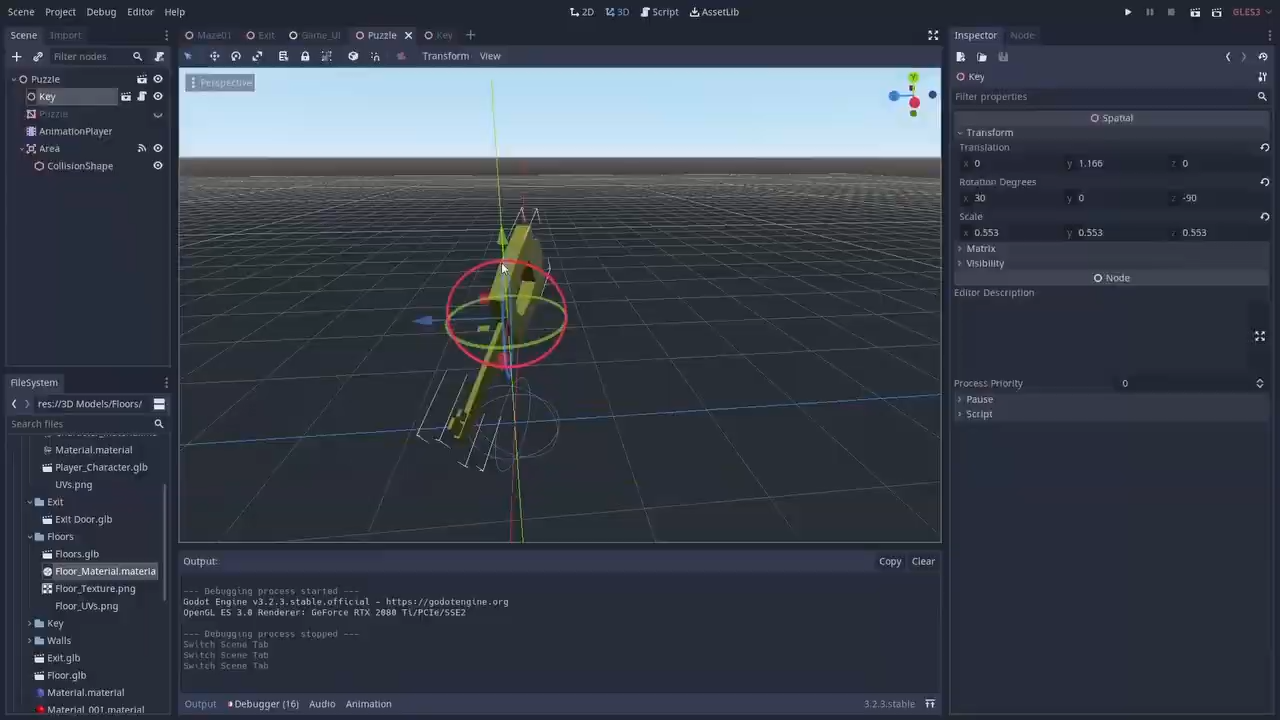 Scene Project Debug Editor Help
2D 3D Script AssetLib
GLES3
Scene Import
Filter nodes
Puzzle
Key
Puzzle
AnimationPlayer
Area
CollisionShape
FileSystem
res://3D Models/Floors/
Search files
Material.material
Player_Character.glb
UVs.png
Exit
Exit Door.glb
Floors
Floors.glb
Floor_Material.materia
Floor_Texture.png
Floor_UVs.png
Key
Walls
Exit.glb
Floor.glb
Material.material
Material_001.material
Maze01 Exit Game_UI Puzzle Key
Transform View
Perspective
Y
Output:
Copy Clear
--- Debugging process started ---
Godot Engine v3.2.3.stable.official - https://godotengine.org
OpenGL ES 3.0 Renderer: GeForce RTX 2080 Ti/PCIe/SSE2
--- Debugging process stopped ---
Switch Scene Tab
Switch Scene Tab
Switch Scene Tab
Output Debugger (16) Audio Animation
3.2.3.stable
Inspector Node
Key
Filter properties
Spatial
Transform
Translation
x 0 y 1.166 z 0
Rotation Degrees
x 30 y 0 z -90
Scale
x 0.553 y 0.553 z 0.553
Matrix
Visibility
Node
Editor Description
Process Priority 0
Pause
Script